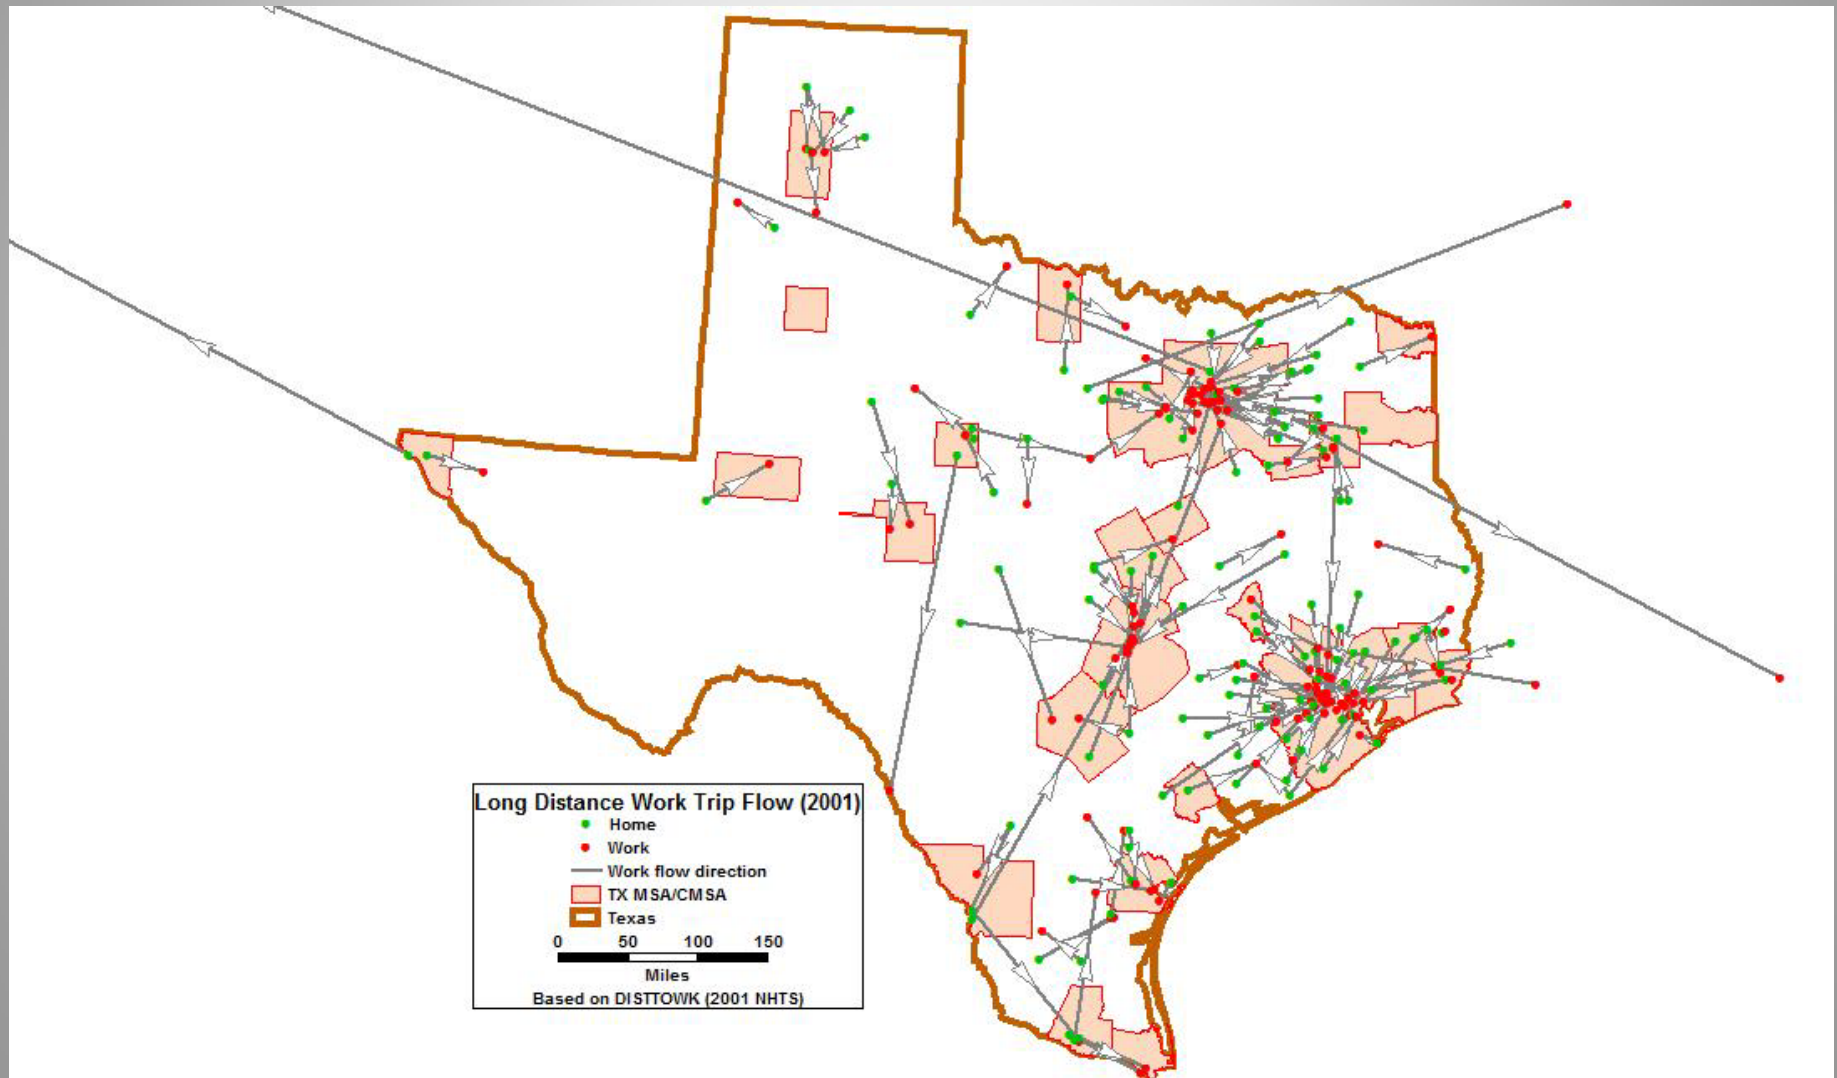 Long Distance Work Trip Flow (2001)
Home
Work
Work flow direction
TX MSA/CMSA
Texas
0 50 100 150
Miles
Based on DISTTOWK (2001 NHTS)